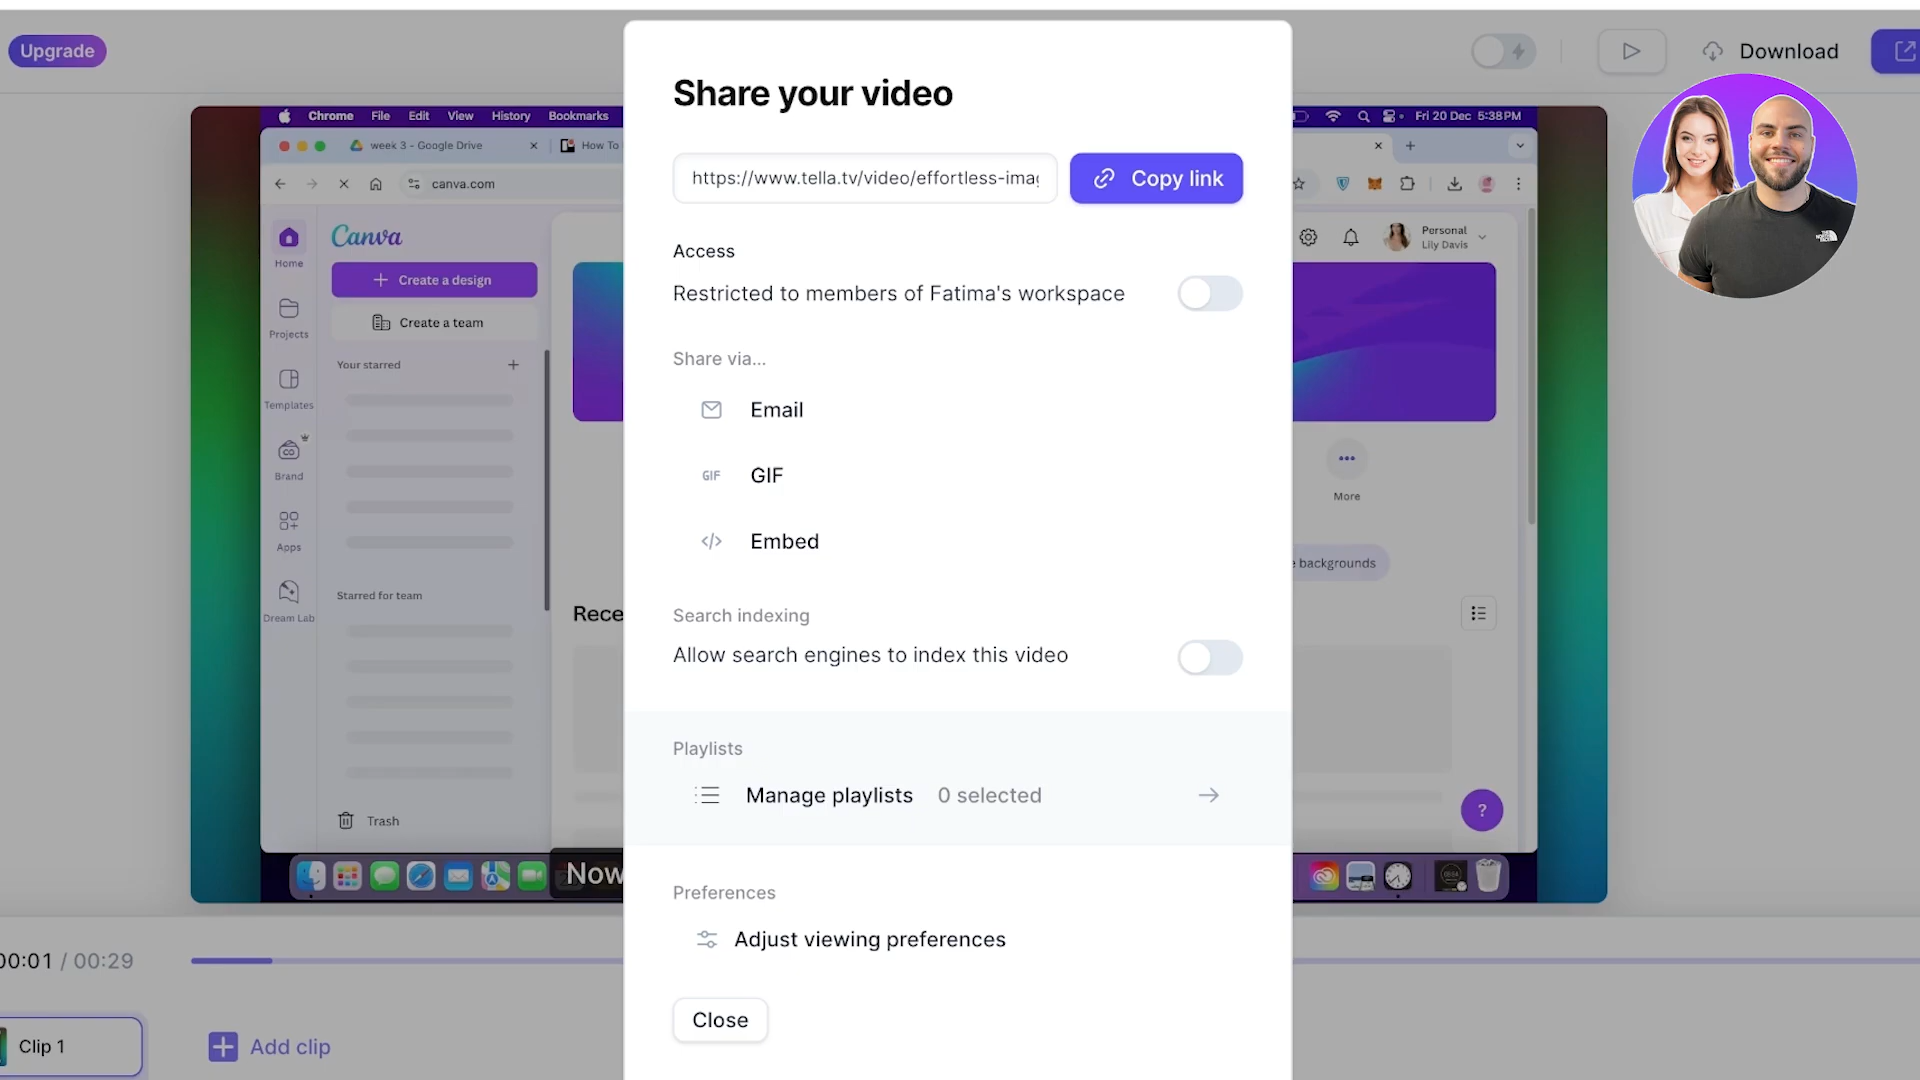 Upgrade
Download
Chrome File Edit View History Bookmarks
Fri 20 Dec 5:38PM
week 3 - Google Drive
How To
canva.com
Canva
Home
Create a design
Create a team
Projects
Your starred
Templates
Brand
Apps
Starred for team
Dream Lab
Trash
Personal
Lily Davis
More
e backgrounds
Rece
?
Now
Share your video
https://www.tella.tv/video/effortless-imag
Copy link
Access
Restricted to members of Fatima's workspace
Share via...
Email
GIF GIF
Embed
Search indexing
Allow search engines to index this video
Playlists
Manage playlists 0 selected
Preferences
Adjust viewing preferences
Close
00:01 / 00:29
Clip 1
Add clip